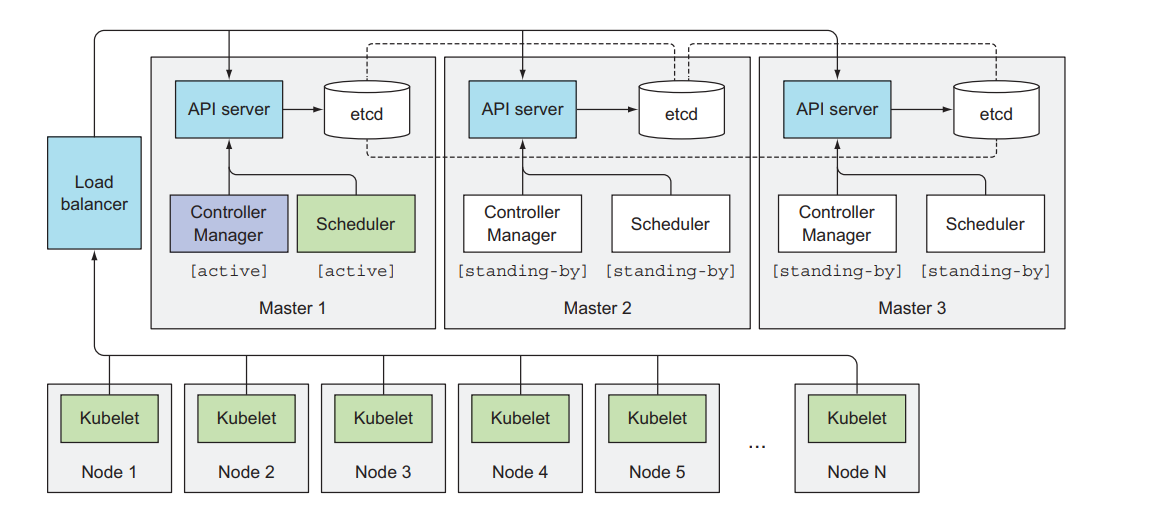 API server
etcd
API server
etcd
API server
etcd
Load
balancer
Controller
Manager
Scheduler
Controller
Manager
Scheduler
Controller
Manager
Scheduler
[active]
[active]
[standing-by]
[standing-by]
[standing-by]
[standing-by]
Master 1
Master 2
Master 3
Kubelet
Kubelet
Kubelet
Kubelet
Kubelet
Kubelet
...
Node 1
Node 2
Node 3
Node 4
Node 5
Node N